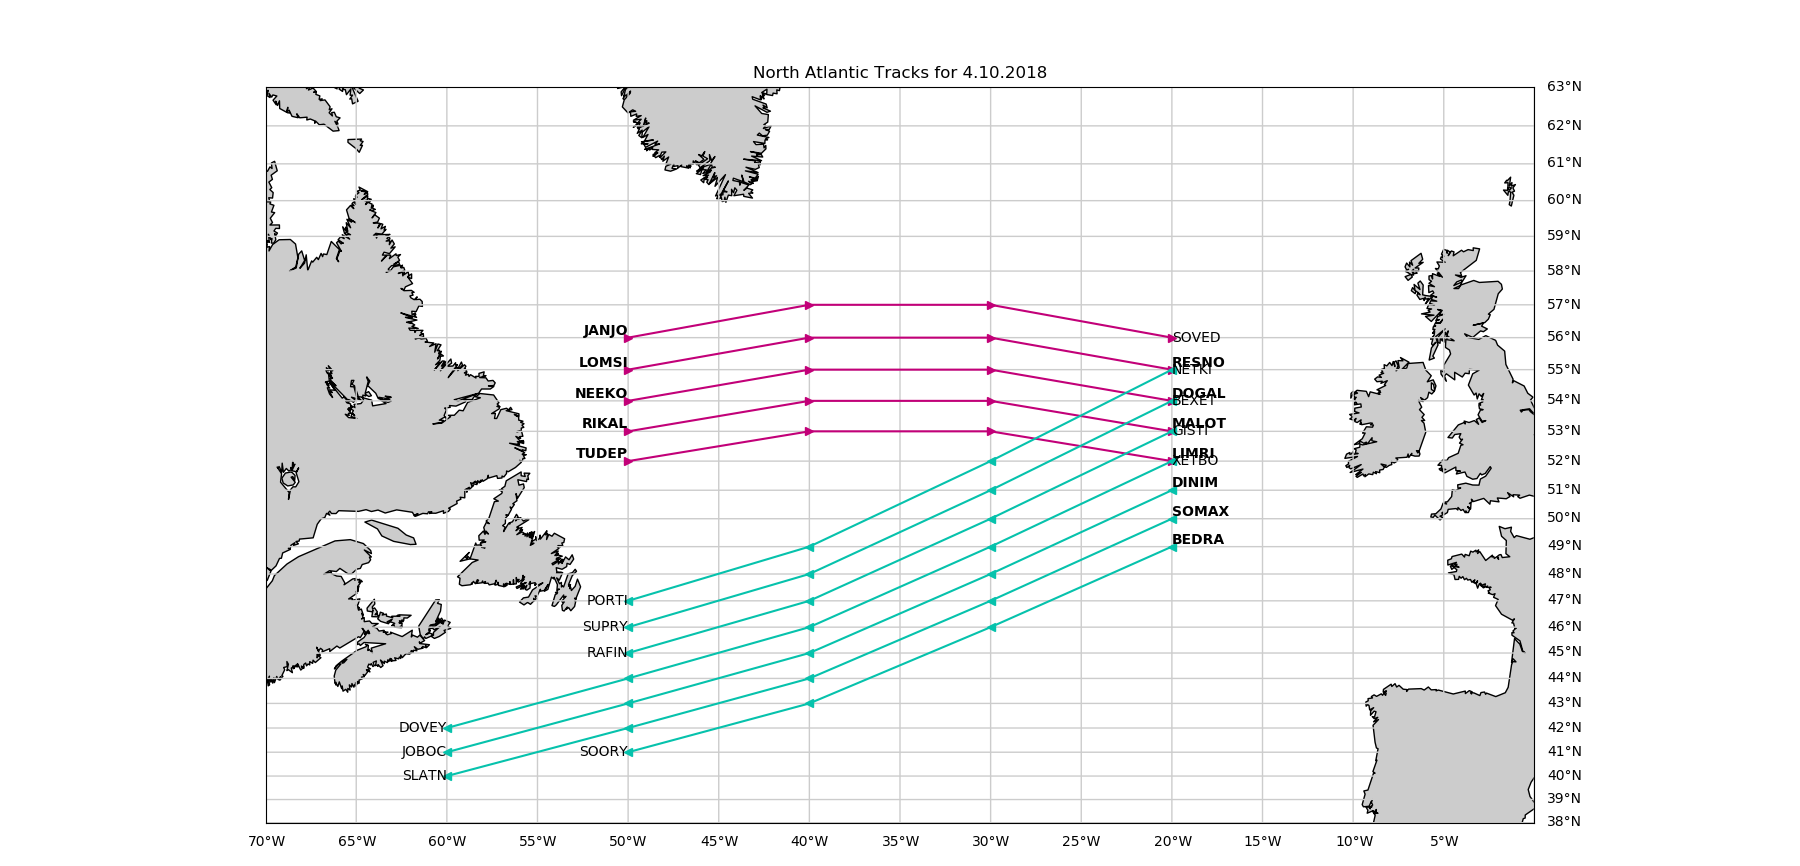 North Atlantic Tracks for 4.10.2018
63°N
62°N
61°N
60°N
59°N
58°N
57°N
JANJO
SOVED
56°N
LOMSI
RESNO
NETKI
55°N
NEEKO
DOGAL
BEXET
54°N
RIKAL
MALOT
GISTI
53°N
TUDEP
LIMRI
XETBO
52°N
DINIM
51°N
SOMAX
50°N
BEDRA
49°N
48°N
PORTI
47°N
SUPRY
46°N
RAFIN
45°N
44°N
43°N
DOVEY
42°N
JOBOC
SOORY
41°N
SLATN
40°N
39°N
38°N
70°W 65°W 60°W 55°W 50°W 45°W 40°W 35°W 30°W 25°W 20°W 15°W 10°W 5°W